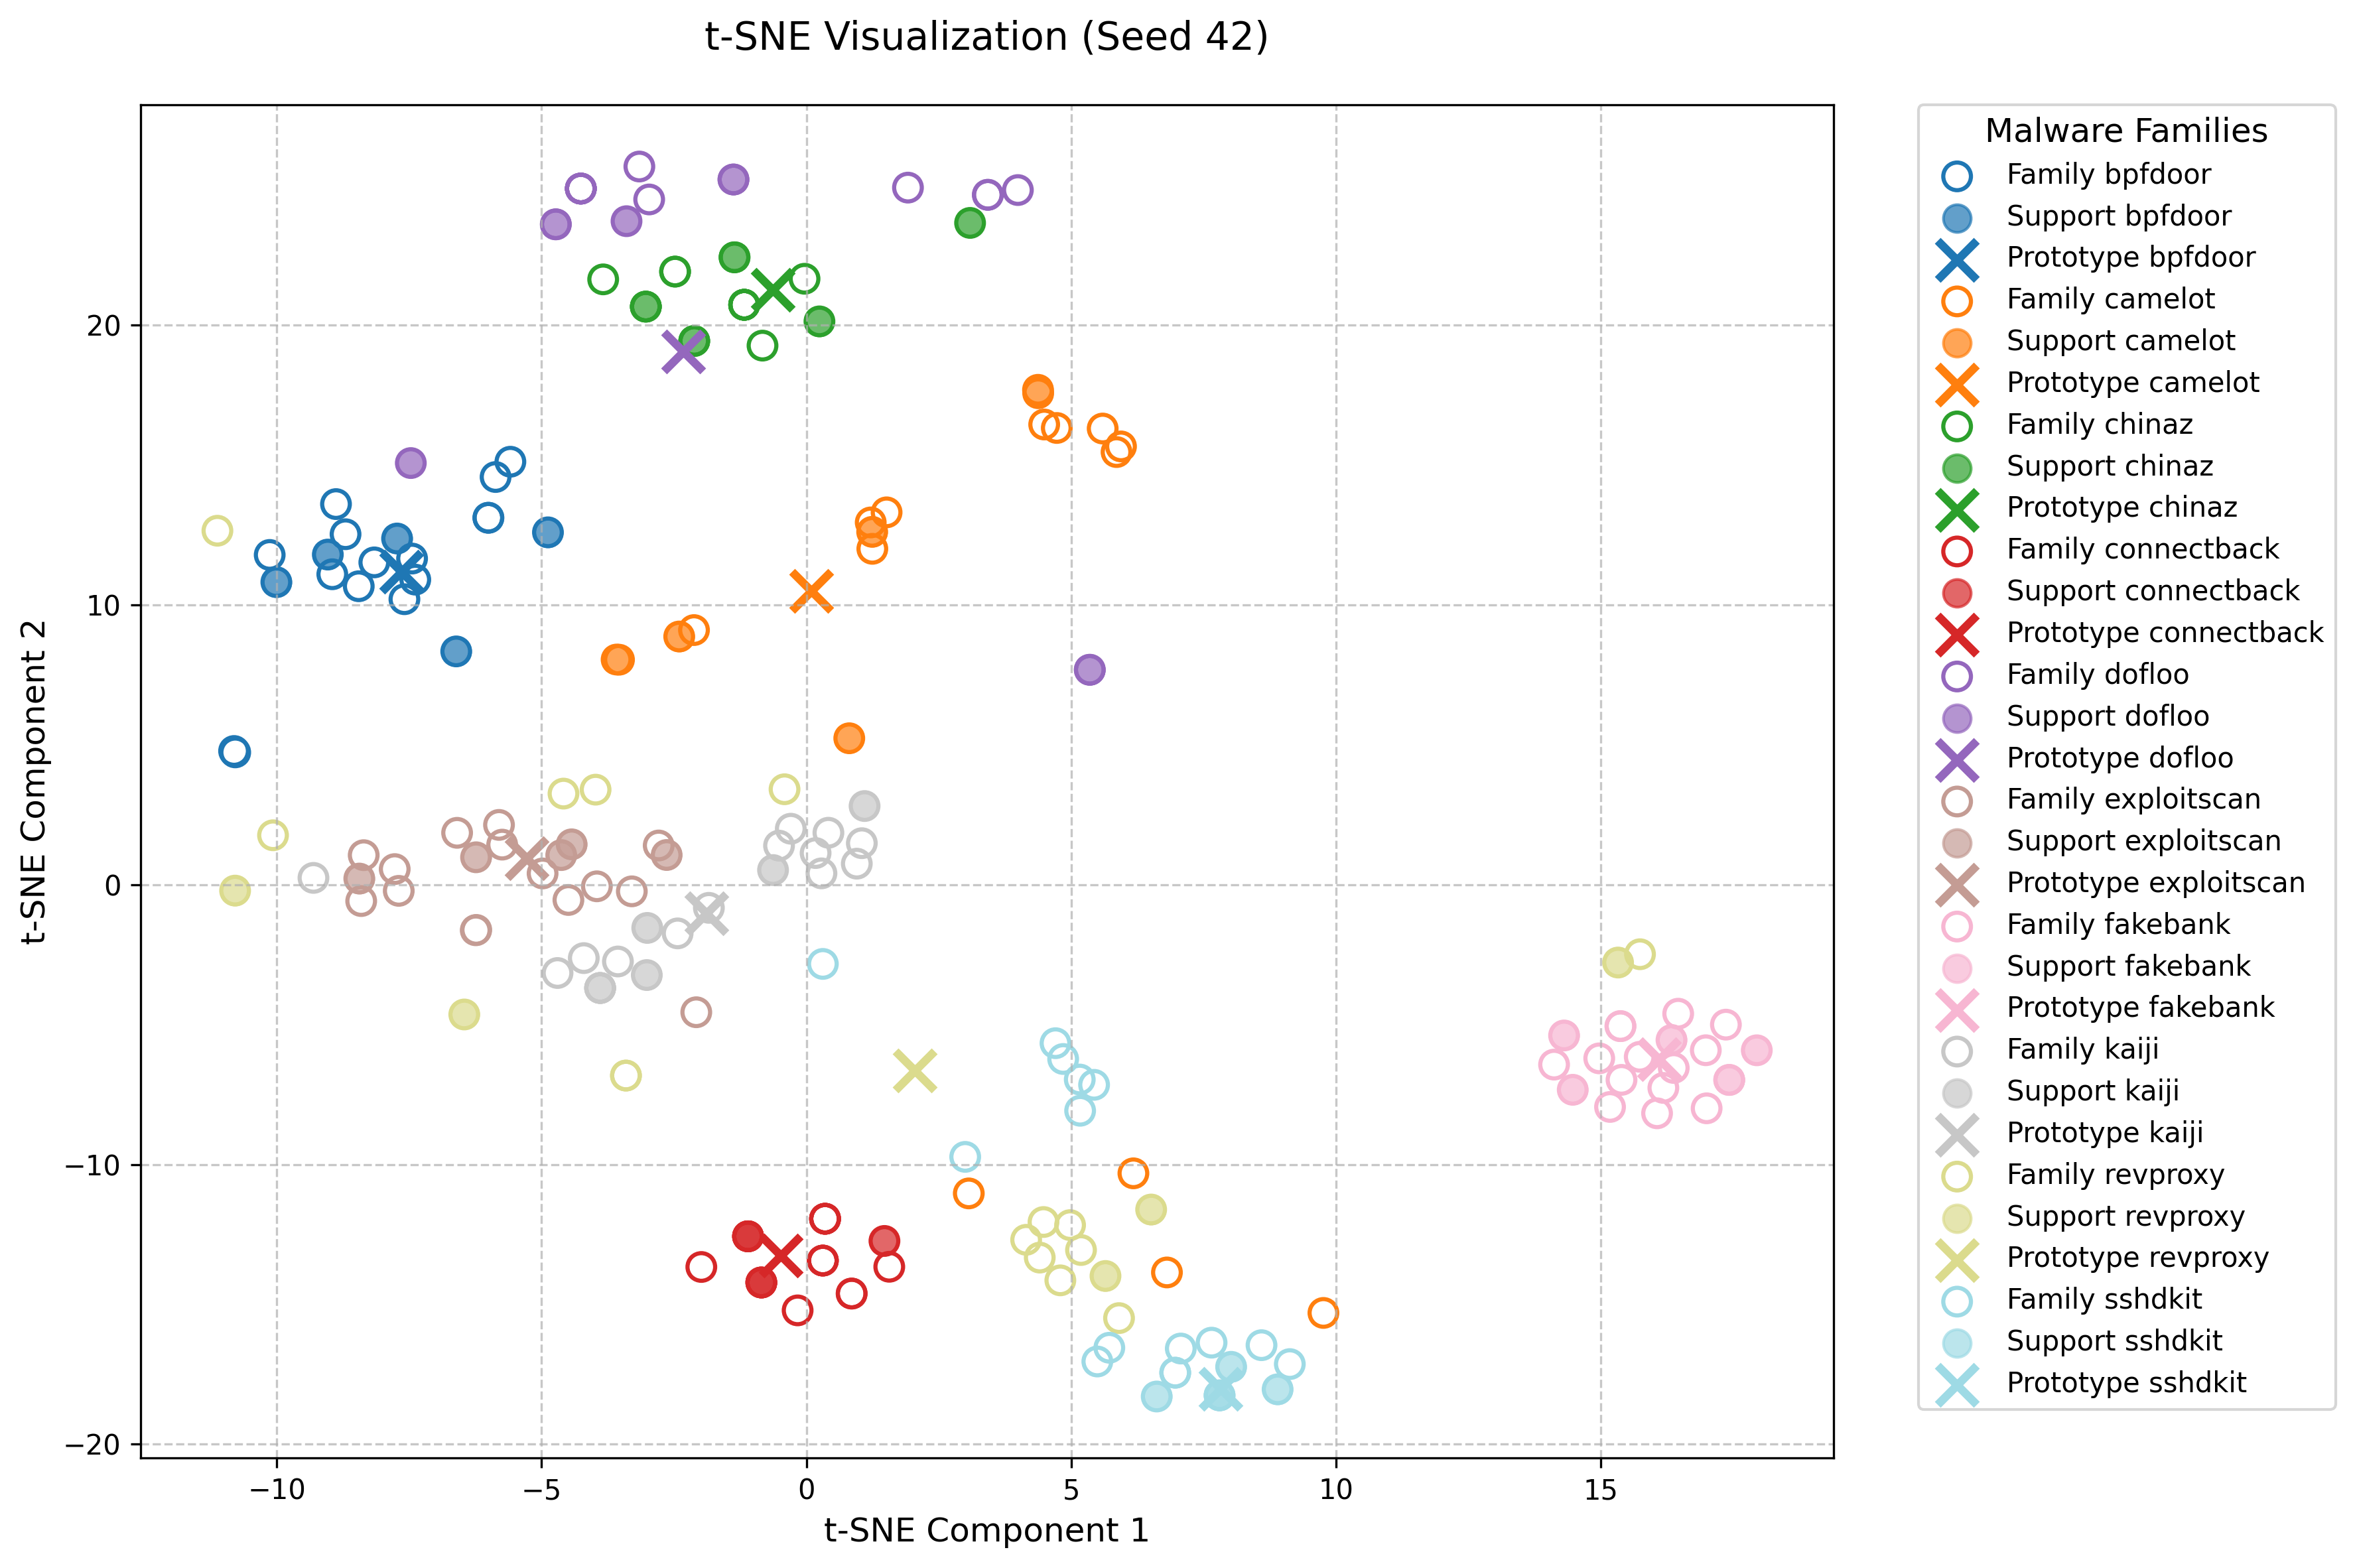 t-SNE Visualization (Seed 42)
Malware Families
Family bpfdoor
Support bpfdoor
Prototype bpfdoor
Family camelot
Support camelot
Prototype camelot
Family chinaz
Support chinaz
Prototype chinaz
Family connectback
Support connectback
Prototype connectback
Family dofloo
Support dofloo
Prototype dofloo
Family exploitscan
Support exploitscan
Prototype exploitscan
Family fakebank
Support fakebank
Prototype fakebank
Family kaiji
Support kaiji
Prototype kaiji
Family revproxy
Support revproxy
Prototype revproxy
Family sshdkit
Support sshdkit
Prototype sshdkit
t-SNE Component 2
20
10
0
−10
−20
−10
−5
0
5
10
15
t-SNE Component 1